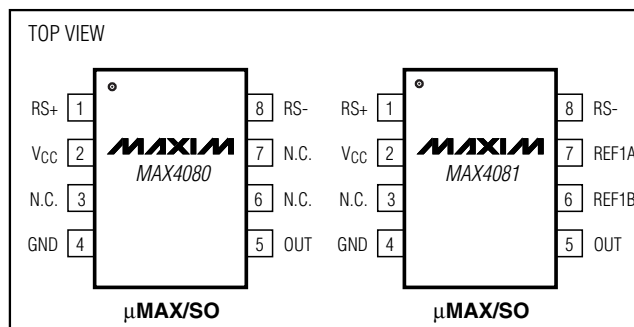 TOP VIEW
RS+ 1 8 RS-
VCC 2 MAXIM 7 N.C.
MAX4080
N.C. 3 6 N.C.
GND 4 5 OUT
µMAX/SO
RS+ 1 8 RS-
VCC 2 MAXIM 7 REF1A
MAX4081
N.C. 3 6 REF1B
GND 4 5 OUT
µMAX/SO